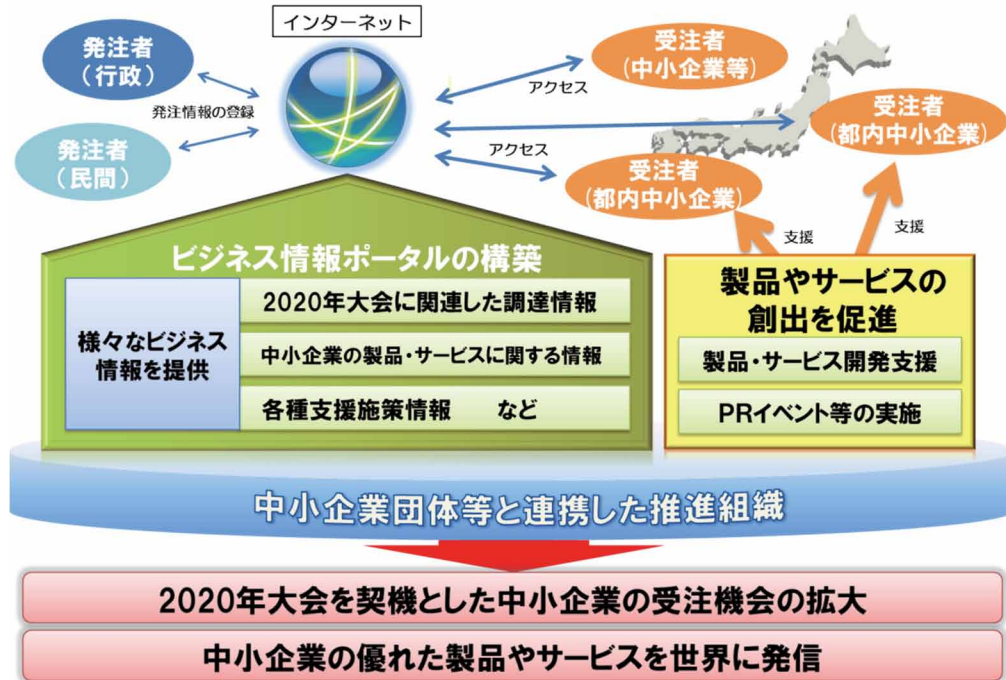 インターネット
発注者
（行政）
発注情報の登録
発注者
（民間）
受注者
（中小企業等）
アクセス
受注者
（都内中小企業）
アクセス
受注者
（都内中小企業）
支援
支援
ビジネス情報ポータルの構築
様々なビジネス
情報を提供
2020年大会に関連した調達情報
中小企業の製品・サービスに関する情報
各種支援施策情報　など
製品やサービスの
創出を促進
製品・サービス開発支援
PRイベント等の実施
中小企業団体等と連携した推進組織
2020年大会を契機とした中小企業の受注機会の拡大
中小企業の優れた製品やサービスを世界に発信